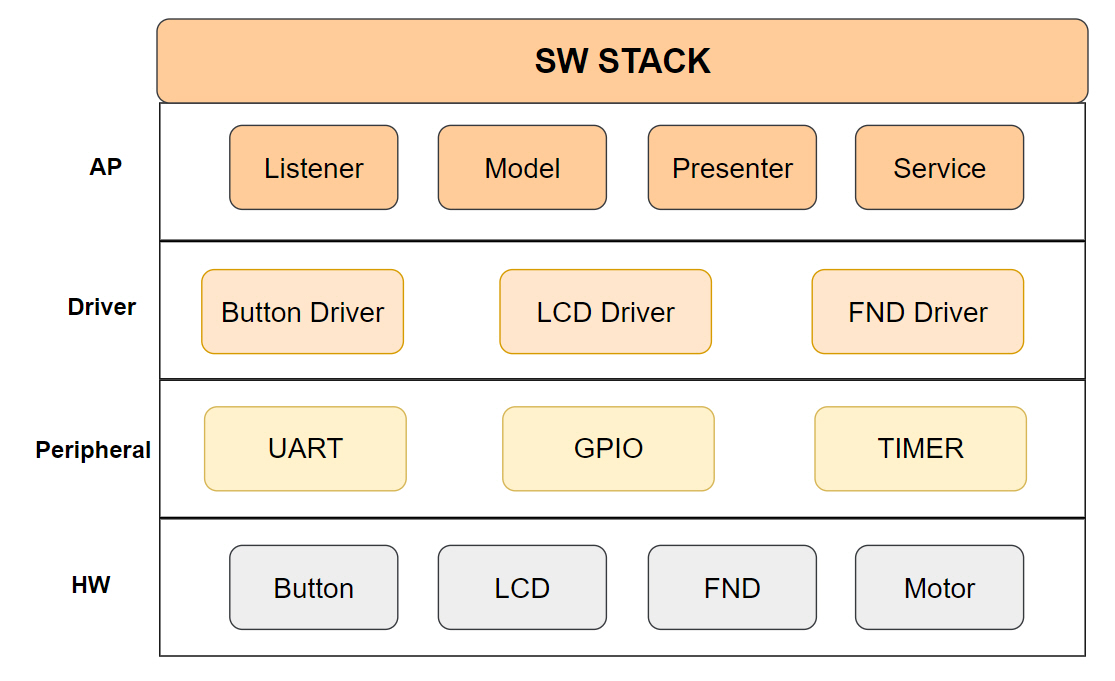 SW STACK
AP
Listener
Model
Presenter
Service
Driver
Button Driver
LCD Driver
FND Driver
Peripheral
UART
GPIO
TIMER
HW
Button
LCD
FND
Motor